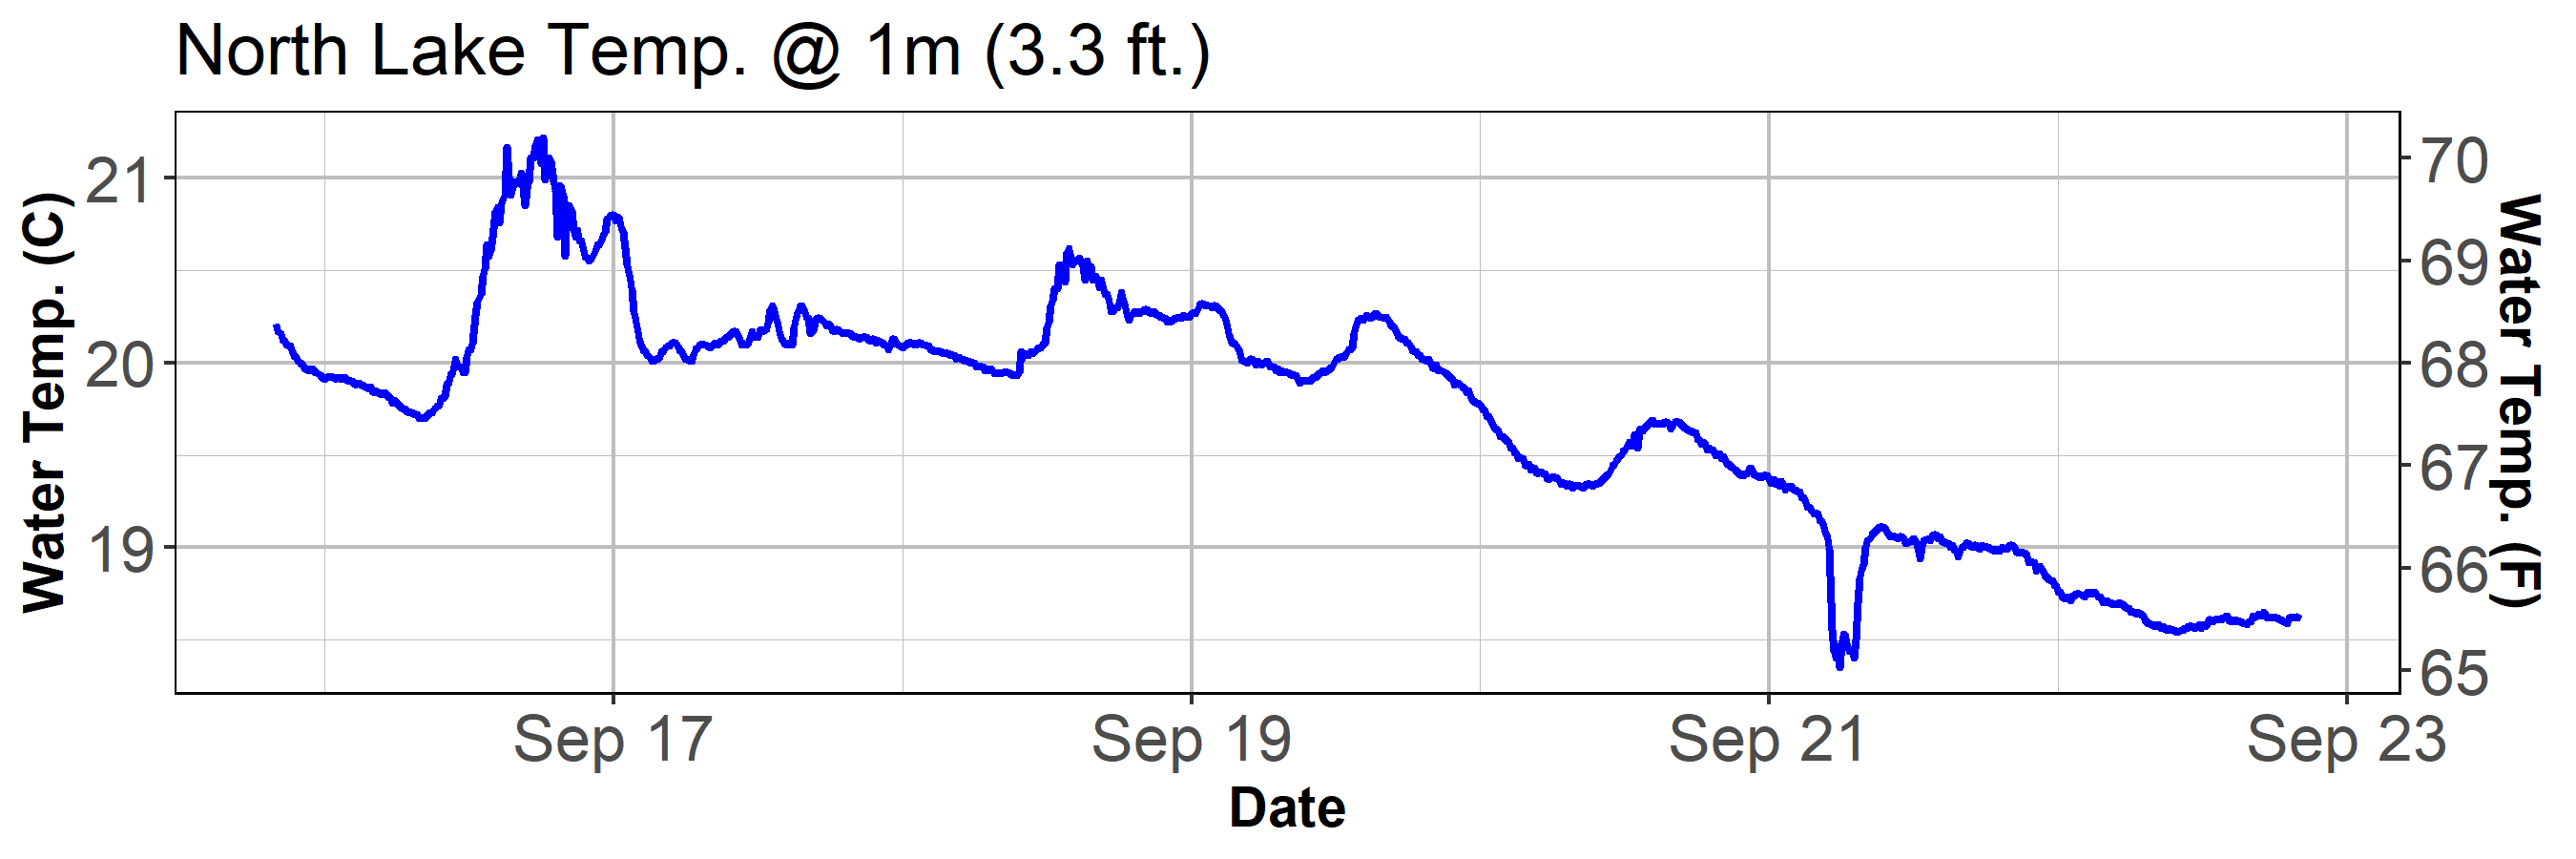 North Lake Temp. @ 1m (3.3 ft.)
Water Temp. (C)
21
20
19
70
69
68
67
66
65
Water Temp. (F)
Sep 17 Sep 19 Sep 21 Sep 23
Date